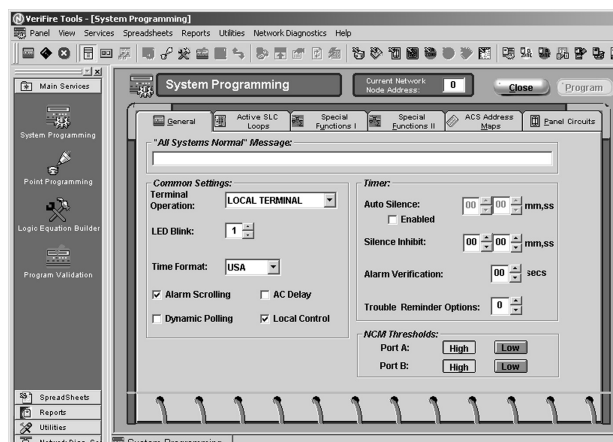 VeriFire Tools - [System Programming]
Panel View Services Spreadsheets Reports Utilities Network Diagnostics Help
Main Services
System Programming
Point Programming
Logic Equation Builder
Program Validation
SpreadSheets
Reports
Utilities
System Programming
Current Network
Node Address: 0
Close
Program
General
Active SLC
Loops
Special
Functions I
Special
Functions II
ACS Address
Maps
Panel Circuits
"All Systems Normal" Message:
Common Settings:
Terminal
Operation: LOCAL TERMINAL
LED Blink: 1
Time Format: USA
Alarm Scrolling AC Delay
Dynamic Polling Local Control
Timer:
Auto Silence: 00 00 mm,ss
Enabled
Silence Inhibit: 00 00 mm,ss
Alarm Verification: 00 secs
Trouble Reminder Options: 0
NCM Thresholds:
Port A: High Low
Port B: High Low
System Programming